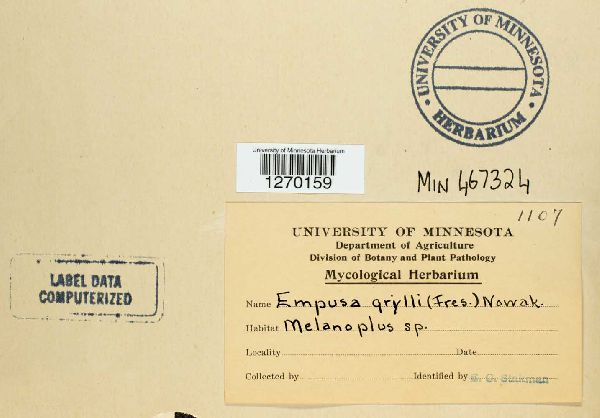 UNIVERSITY OF MINNESOTA
HERBARIUM
University of Minnesota Herbarium
1270159
MIN 467324
1107
UNIVERSITY OF MINNESOTA
Department of Agriculture
Division of Botany and Plant Pathology
Mycological Herbarium
Name Empusa grylli (Fres.) Nowak.
Habitat Melanoplus sp.
Locality Date
Collected by Identified by E. C. Stakman
LABEL DATA
COMPUTERIZED